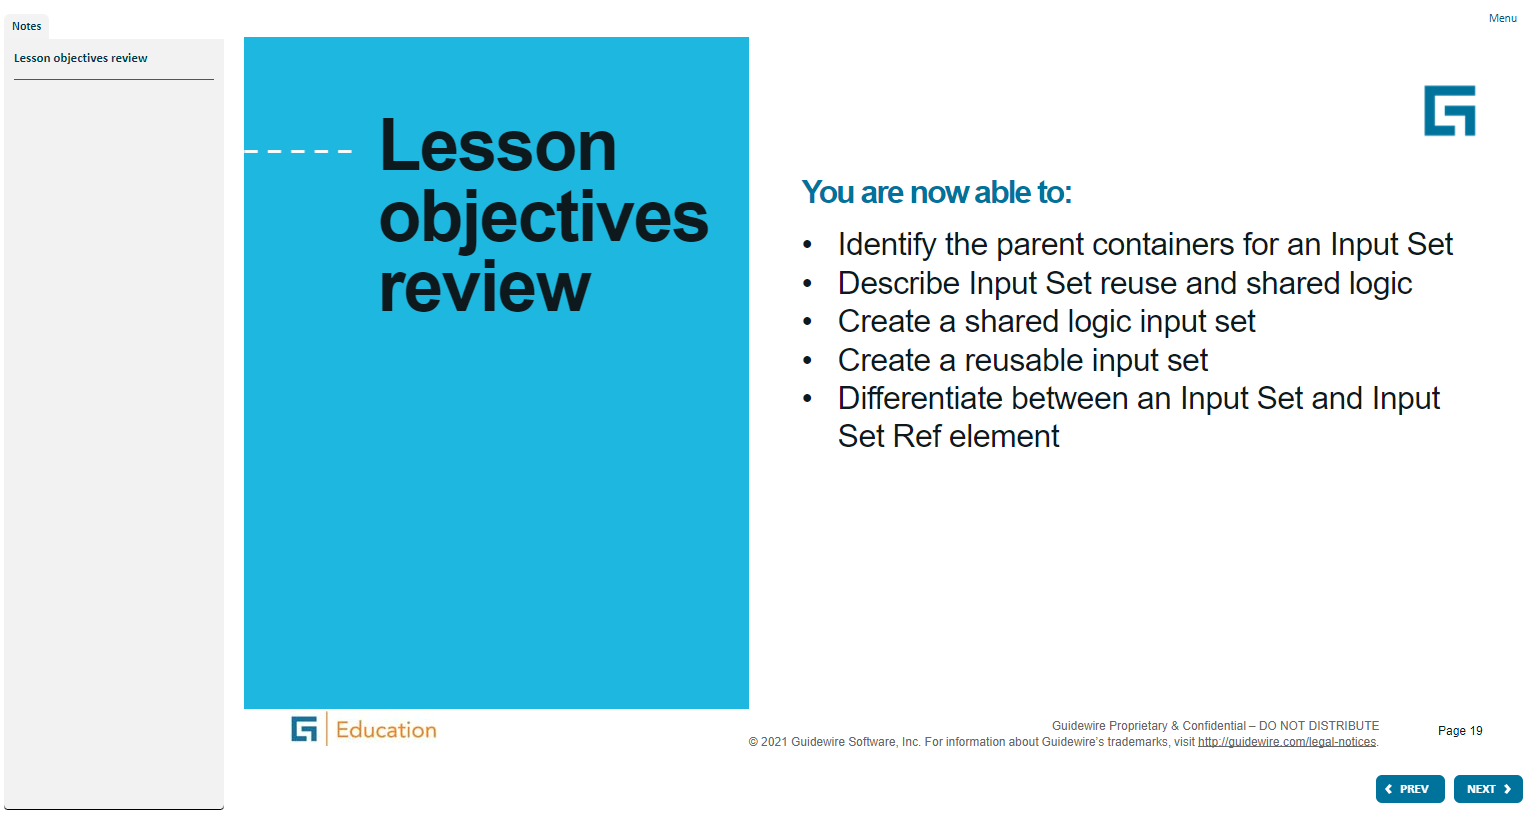 Notes
Menu
Lesson objectives review
Lesson
objectives
review
You are now able to:
• Identify the parent containers for an Input Set
• Describe Input Set reuse and shared logic
• Create a shared logic input set
• Create a reusable input set
• Differentiate between an Input Set and Input
Set Ref element
Education
Guidewire Proprietary & Confidential – DO NOT DISTRIBUTE
© 2021 Guidewire Software, Inc. For information about Guidewire's trademarks, visit http://guidewire.com/legal-notices.
Page 19
PREV
NEXT